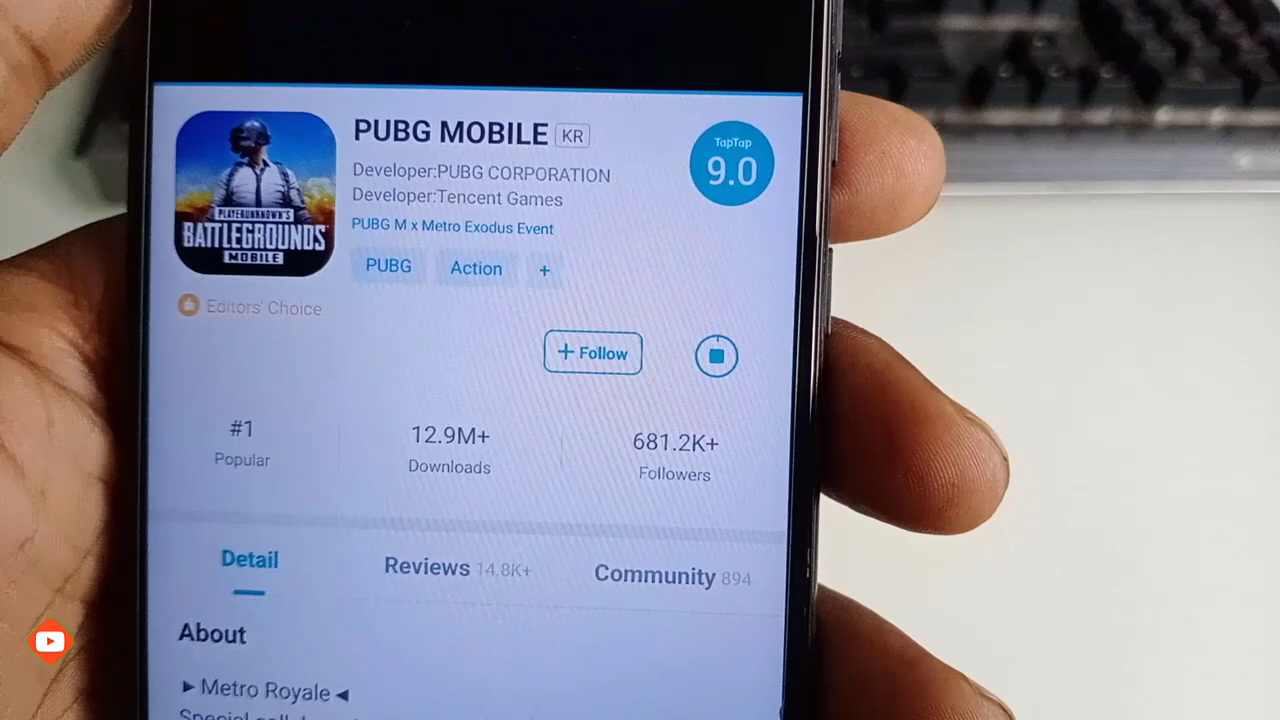 PUBG MOBILE KR
TapTap
9.0
Developer:PUBG CORPORATION
Developer:Tencent Games
PUBG M x Metro Exodus Event
PUBG Action +
PLAYERUNKNOWN'S
BATTLEGROUNDS
MOBILE
Editors' Choice
+ Follow
#1
Popular
12.9M+
Downloads
681.2K+
Followers
Detail
Reviews 14.8K+
Community 894
About
►Metro Royale◄
Special